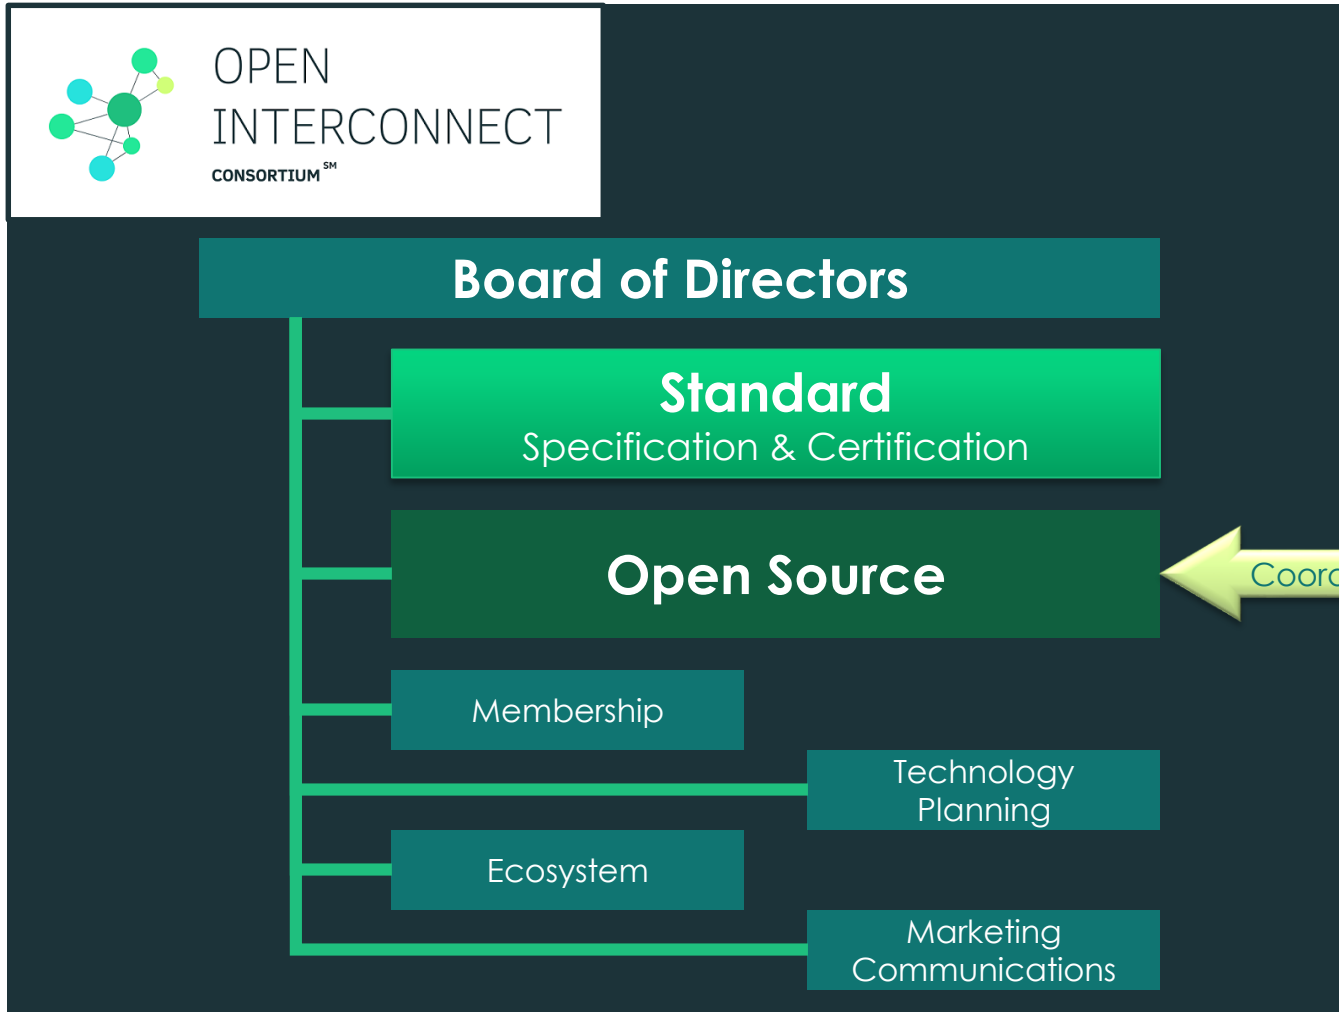 OPEN
INTERCONNECT
CONSORTIUM SM
Board of Directors
Standard
Specification & Certification
Open Source
Membership
Technology
Planning
Ecosystem
Marketing
Communications